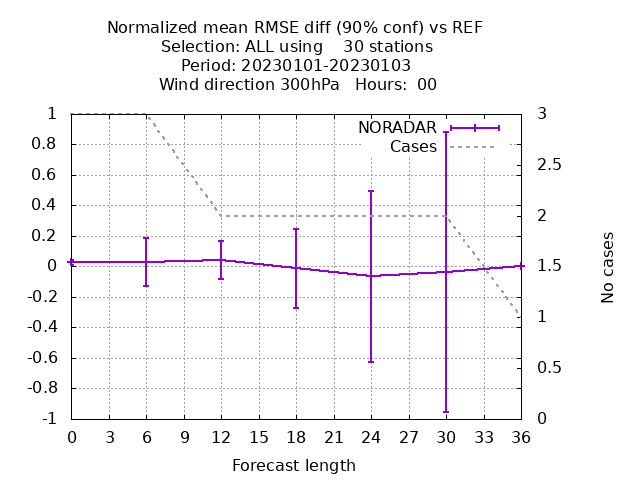 Normalized mean RMSE diff (90% conf) vs REF
Selection: ALL using    30 stations
Period: 20230101-20230103
Wind direction 300hPa   Hours:  00
NORADAR
Cases
1
0.8
0.6
0.4
0.2
0
-0.2
-0.4
-0.6
-0.8
-1
3
2.5
2
1.5
1
0.5
0
No cases
0 3 6 9 12 15 18 21 24 27 30 33 36
Forecast length